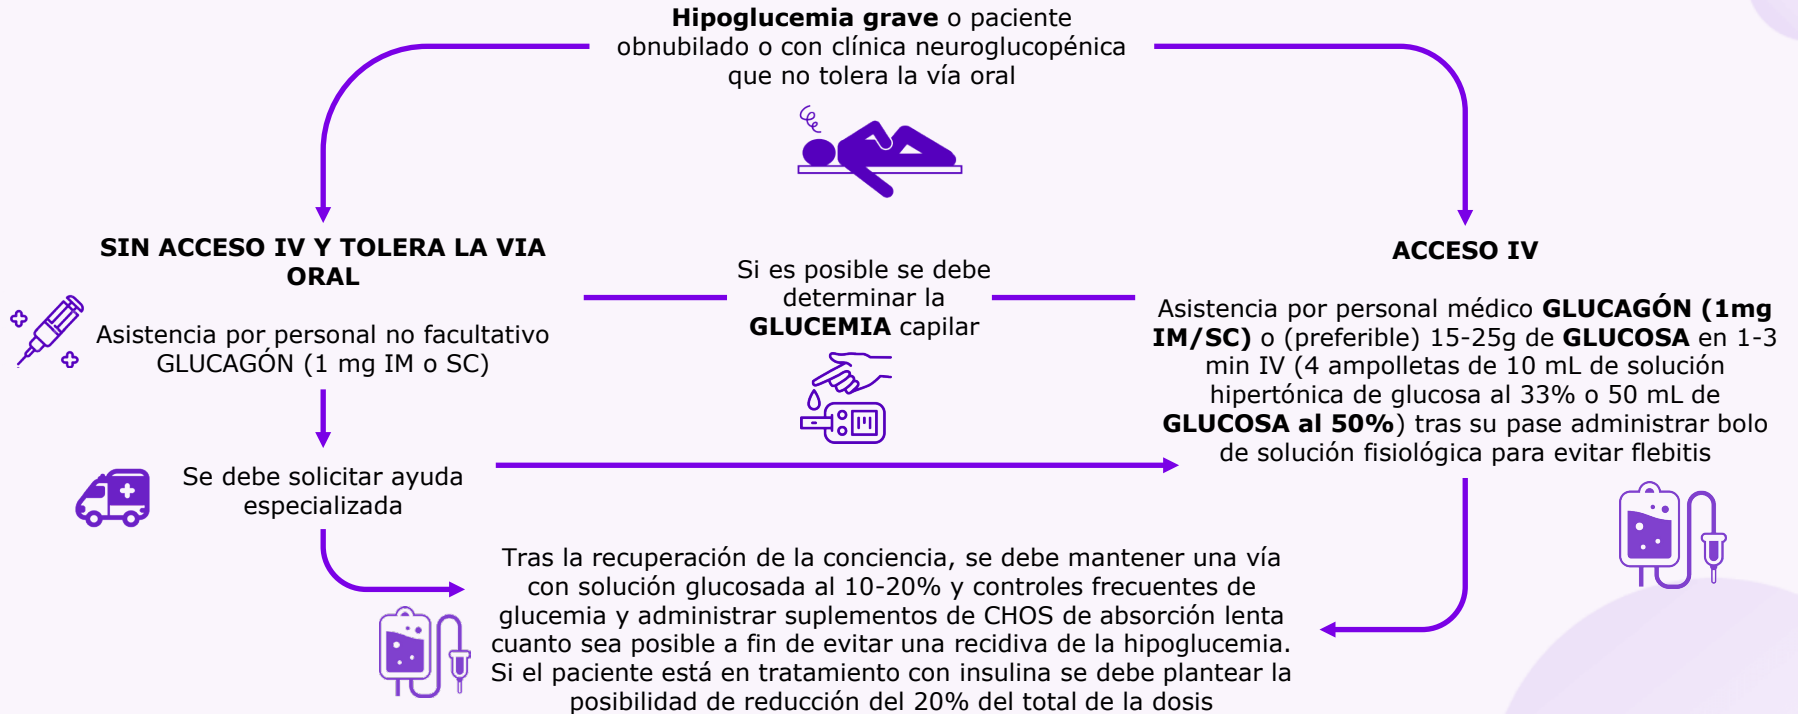 Hipoglucemia grave o paciente
obnubilado o con clínica neuroglucopénica
que no tolera la vía oral
SIN ACCESO IV Y TOLERA LA VIA
ORAL
Asistencia por personal no facultativo
GLUCAGÓN (1 mg IM o SC)
Se debe solicitar ayuda
especializada
Si es posible se debe
determinar la
GLUCEMIA capilar
ACCESO IV
Asistencia por personal médico GLUCAGÓN (1mg
IM/SC) o (preferible) 15-25g de GLUCOSA en 1-3
min IV (4 ampolletas de 10 mL de solución
hipertónica de glucosa al 33% o 50 mL de
GLUCOSA al 50%) tras su pase administrar bolo
de solución fisiológica para evitar flebitis
Tras la recuperación de la conciencia, se debe mantener una vía
con solución glucosada al 10-20% y controles frecuentes de
glucemia y administrar suplementos de CHOS de absorción lenta
cuanto sea posible a fin de evitar una recidiva de la hipoglucemia.
Si el paciente está en tratamiento con insulina se debe plantear la
posibilidad de reducción del 20% del total de la dosis